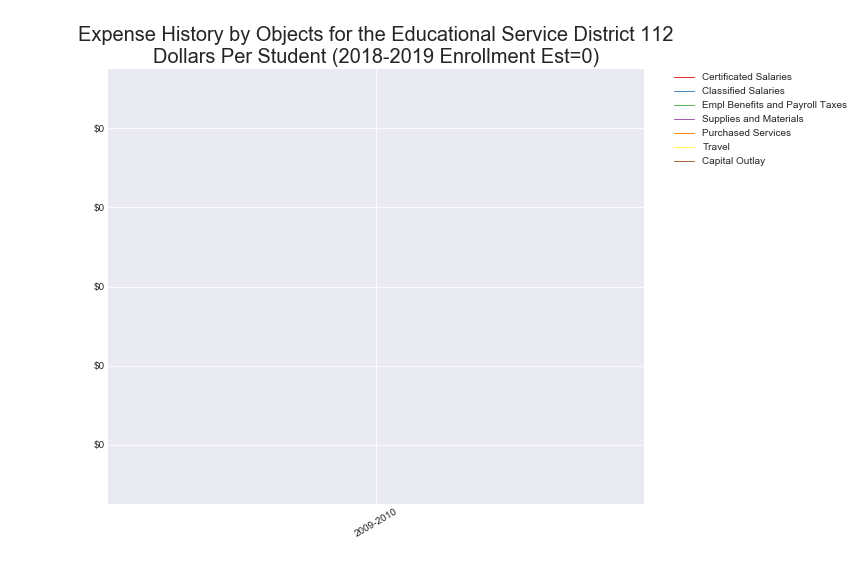 Expense History by Objects for the Educational Service District 112
Dollars Per Student (2018-2019 Enrollment Est=0)
Certificated Salaries
Classified Salaries
Empl Benefits and Payroll Taxes
Supplies and Materials
Purchased Services
Travel
Capital Outlay
$0
$0
$0
$0
$0
2009-2010